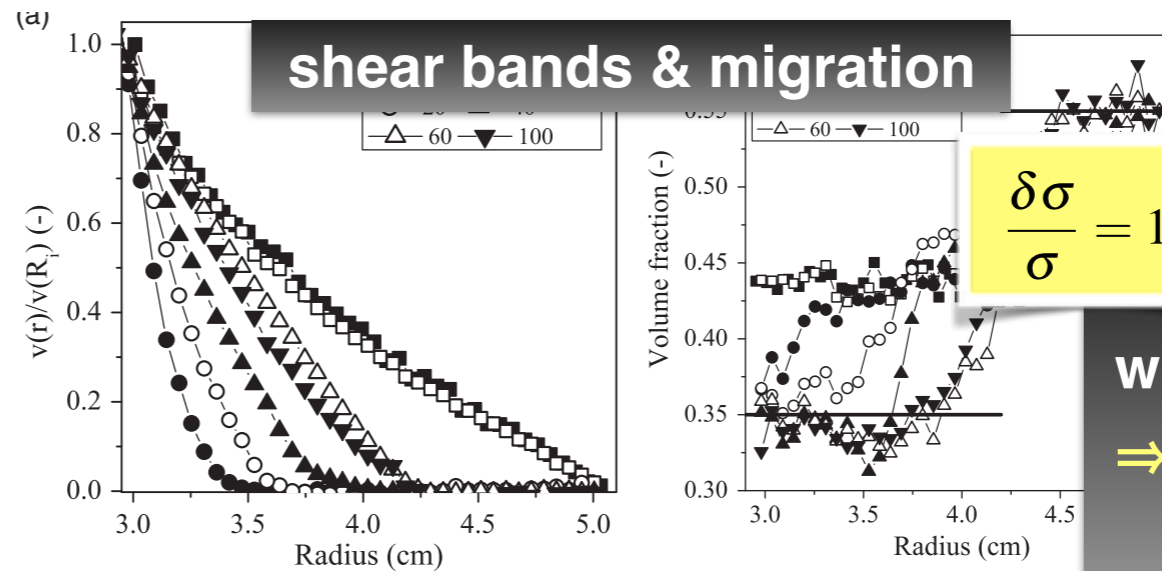 (a)
shear bands & migration
1.0
0.8
0.6
0.4
0.2
0.0
v(r)/v(R_i) (-)
60 100
3.0 3.5 4.0 4.5 5.0
Radius (cm)
60 100
0.50
0.45
0.40
0.35
0.30
Volume fraction (-)
3.0 3.5 4.0 4.5
Radius (cm)
δσ/σ = 1
w
⇒